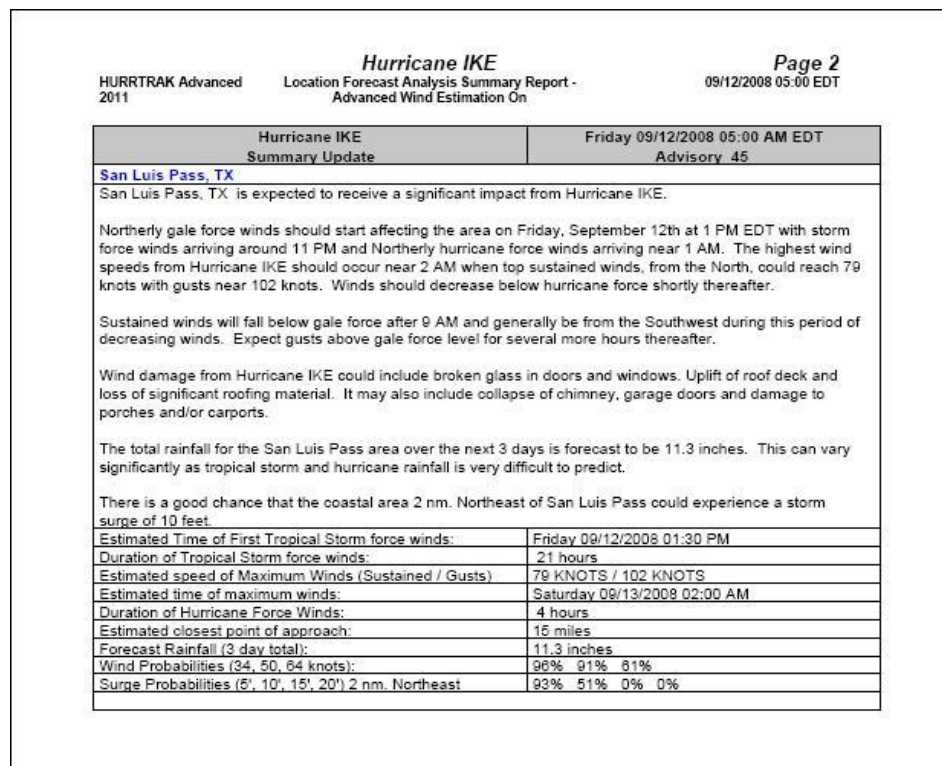 Hurricane IKE
Page 2
HURRTRAK Advanced
2011
Location Forecast Analysis Summary Report -
Advanced Wind Estimation On
09/12/2008 05:00 EDT
Hurricane IKE
Summary Update
Friday 09/12/2008 05:00 AM EDT
Advisory 45
San Luis Pass, TX
San Luis Pass, TX is expected to receive a significant impact from Hurricane IKE.
Northerly gale force winds should start affecting the area on Friday, September 12th at 1 PM EDT with storm
force winds arriving around 11 PM and Northerly hurricane force winds arriving near 1 AM. The highest wind
speeds from Hurricane IKE should occur near 2 AM when top sustained winds, from the North, could reach 79
knots with gusts near 102 knots. Winds should decrease below hurricane force shortly thereafter.
Sustained winds will fall below gale force after 9 AM and generally be from the Southwest during this period of
decreasing winds. Expect gusts above gale force level for several more hours thereafter.
Wind damage from Hurricane IKE could include broken glass in doors and windows. Uplift of roof deck and
loss of significant roofing material. It may also include collapse of chimney, garage doors and damage to
porches and/or carports.
The total rainfall for the San Luis Pass area over the next 3 days is forecast to be 11.3 inches. This can vary
significantly as tropical storm and hurricane rainfall is very difficult to predict.
There is a good chance that the coastal area 2 nm. Northeast of San Luis Pass could experience a storm
surge of 10 feet.
Estimated Time of First Tropical Storm force winds: Friday 09/12/2008 01:30 PM
Duration of Tropical Storm force winds: 21 hours
Estimated speed of Maximum Winds (Sustained / Gusts) 79 KNOTS / 102 KNOTS
Estimated time of maximum winds: Saturday 09/13/2008 02:00 AM
Duration of Hurricane Force Winds: 4 hours
Estimated closest point of approach: 15 miles
Forecast Rainfall (3 day total): 11.3 inches
Wind Probabilities (34, 50, 64 knots): 96% 91% 61%
Surge Probabilities (5', 10', 15', 20') 2 nm. Northeast 93% 51% 0% 0%